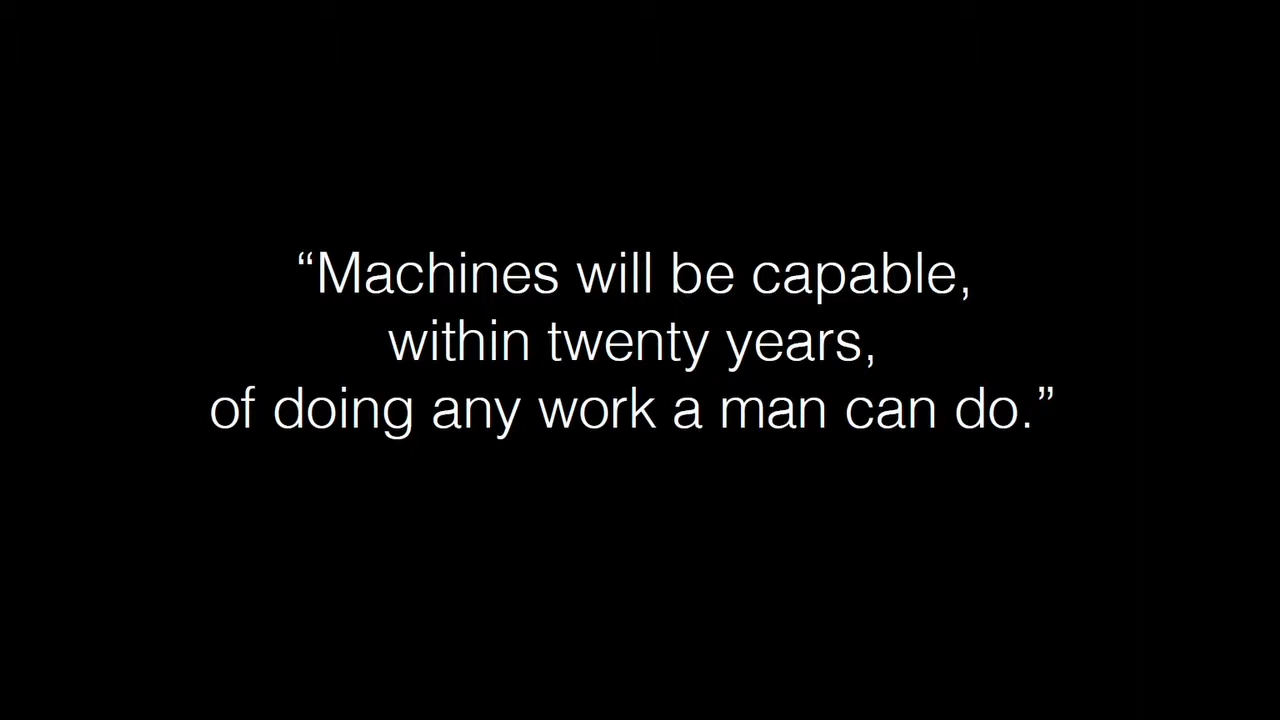 “Machines will be capable,
within twenty years,
of doing any work a man can do.”